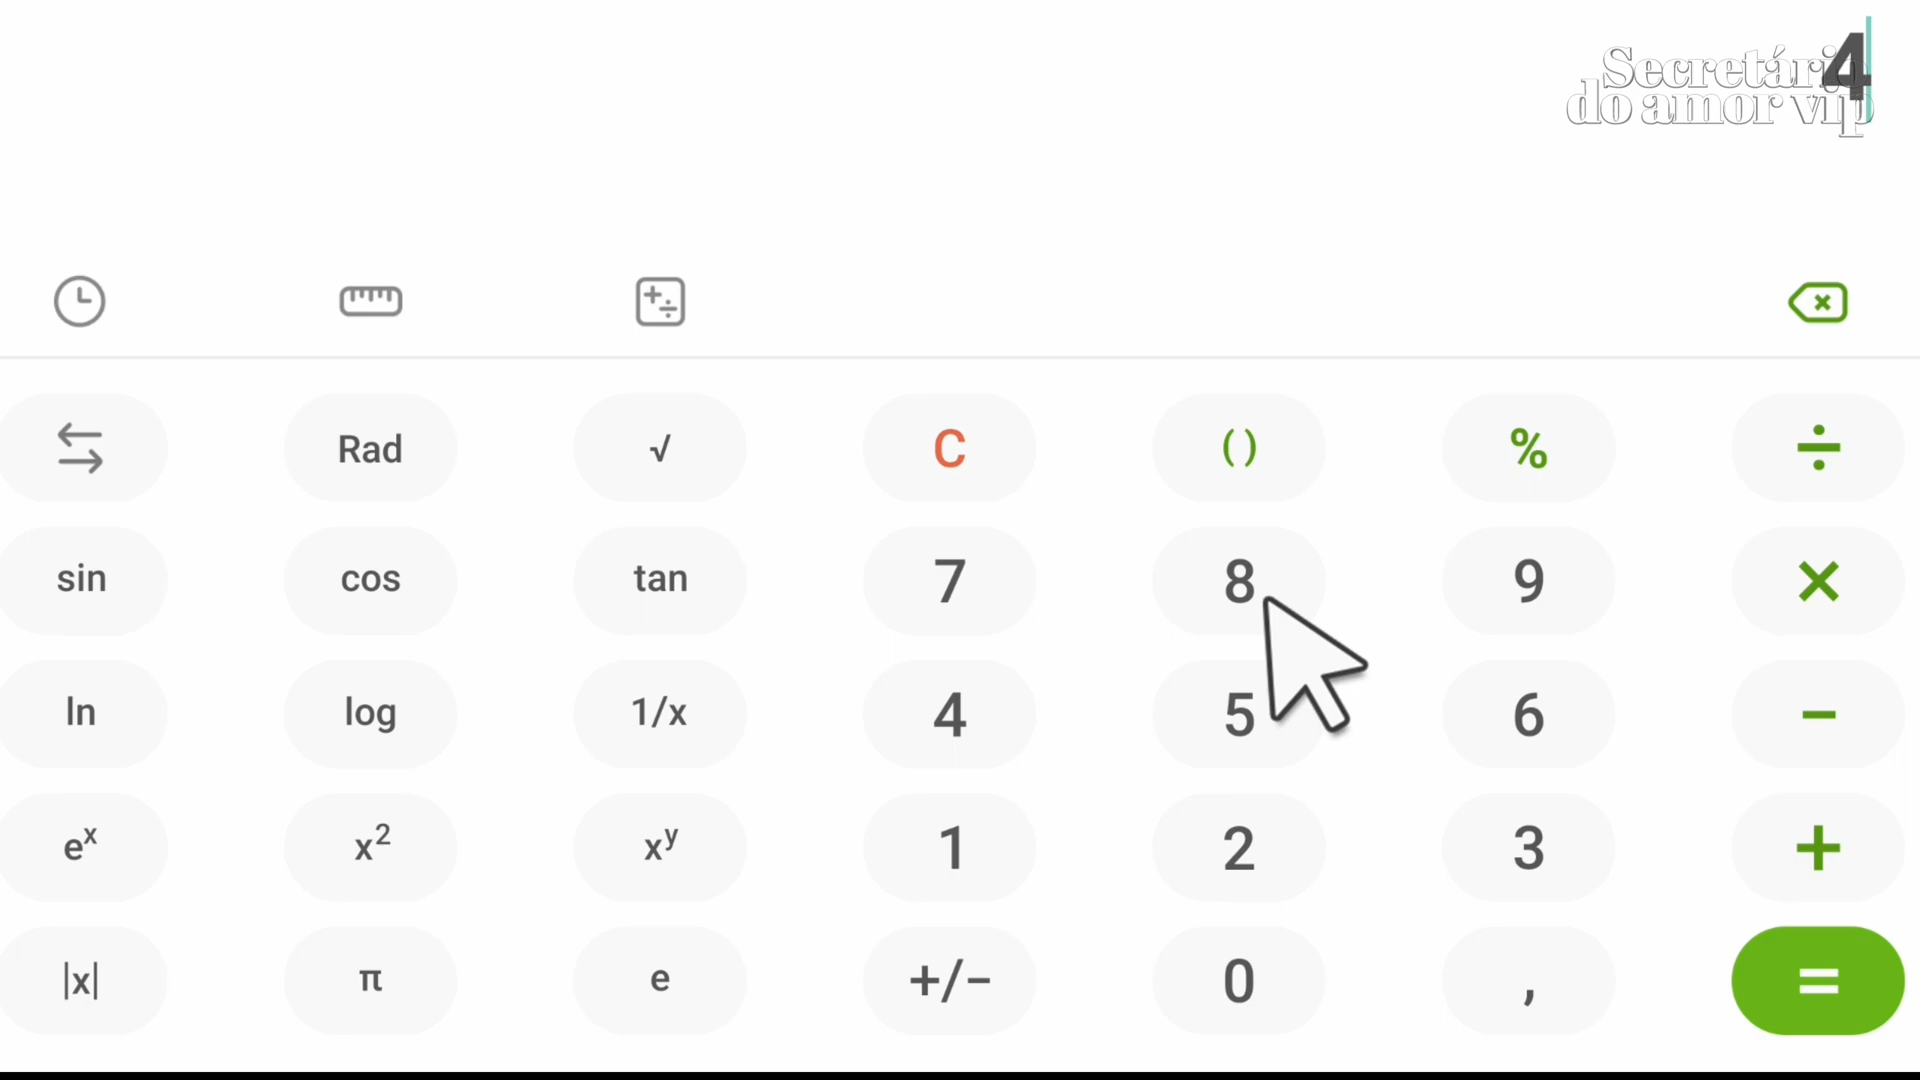 4
Secretário
do amor vip
Rad √ C ( ) % ÷
sin cos tan 7 8 9 ×
ln log 1/x 4 5 6 −
eˣ x² xʸ 1 2 3 +
|x| π e +/− 0 , =